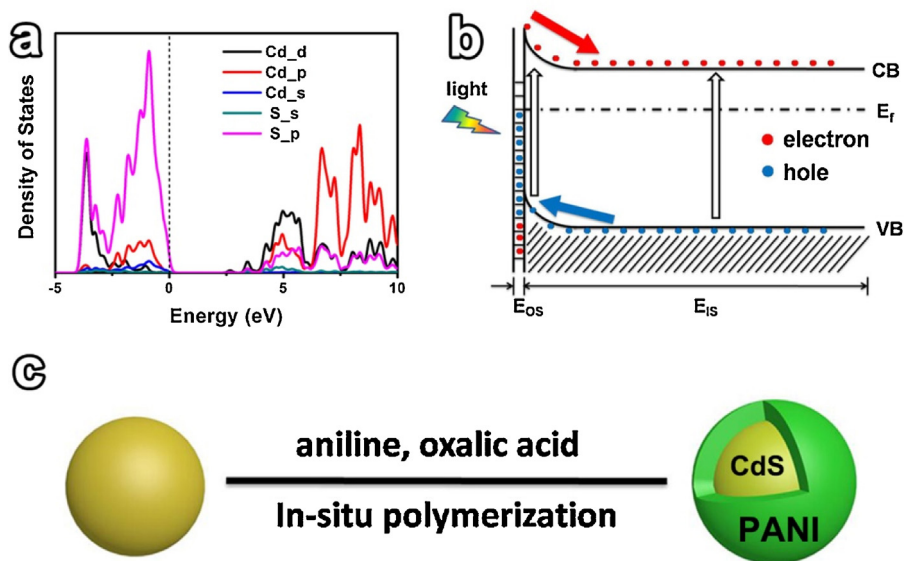 a
Density of States
Cd_d
Cd_p
Cd_s
S_s
S_p
-5
0
5
10
Energy (eV)
b
light
CB
Ef
electron
hole
VB
EOS
EIS
c
aniline, oxalic acid
In-situ polymerization
CdS
PANI